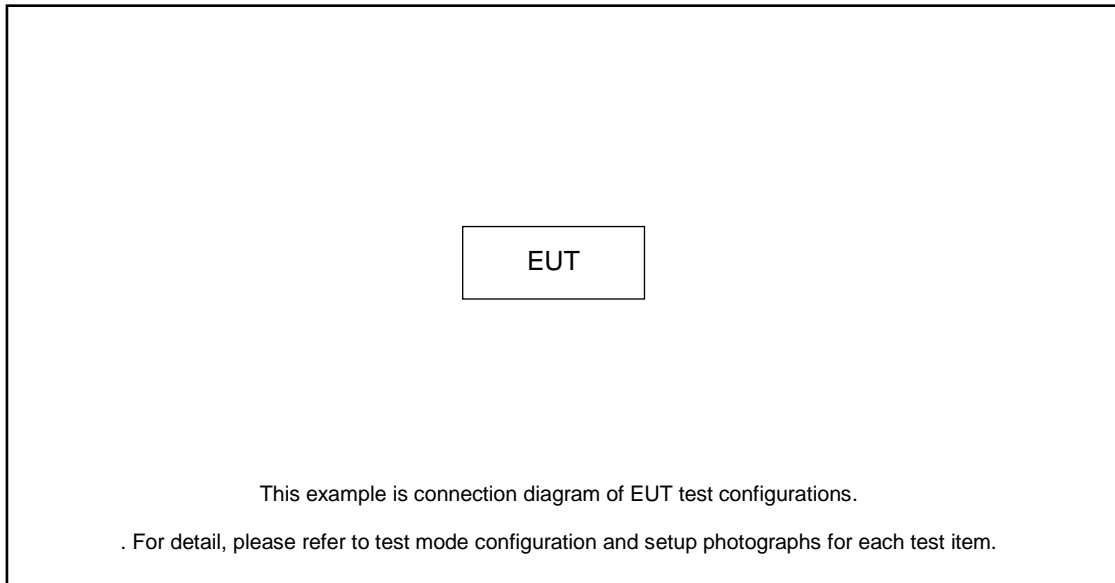 EUT
This example is connection diagram of EUT test configurations.
. For detail, please refer to test mode configuration and setup photographs for each test item.